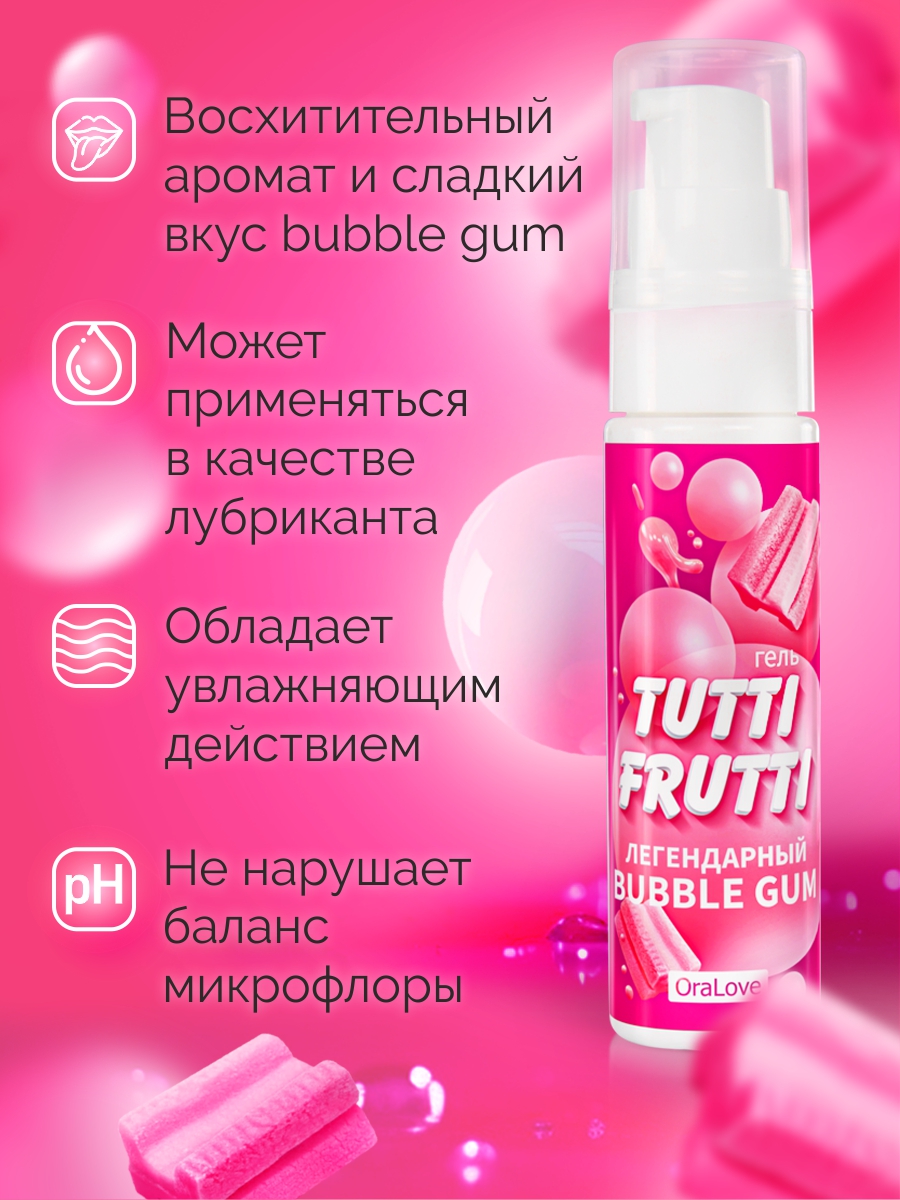 Восхитительный
аромат и сладкий
вкус bubble gum
Может
применяться
в качестве
лубриканта
Обладает
увлажняющим
действием
pH
Не нарушает
баланс
микрофлоры
гель
TUTTI
FRUTTI
ЛЕГЕНДАРНЫЙ
BUBBLE GUM
OraLove